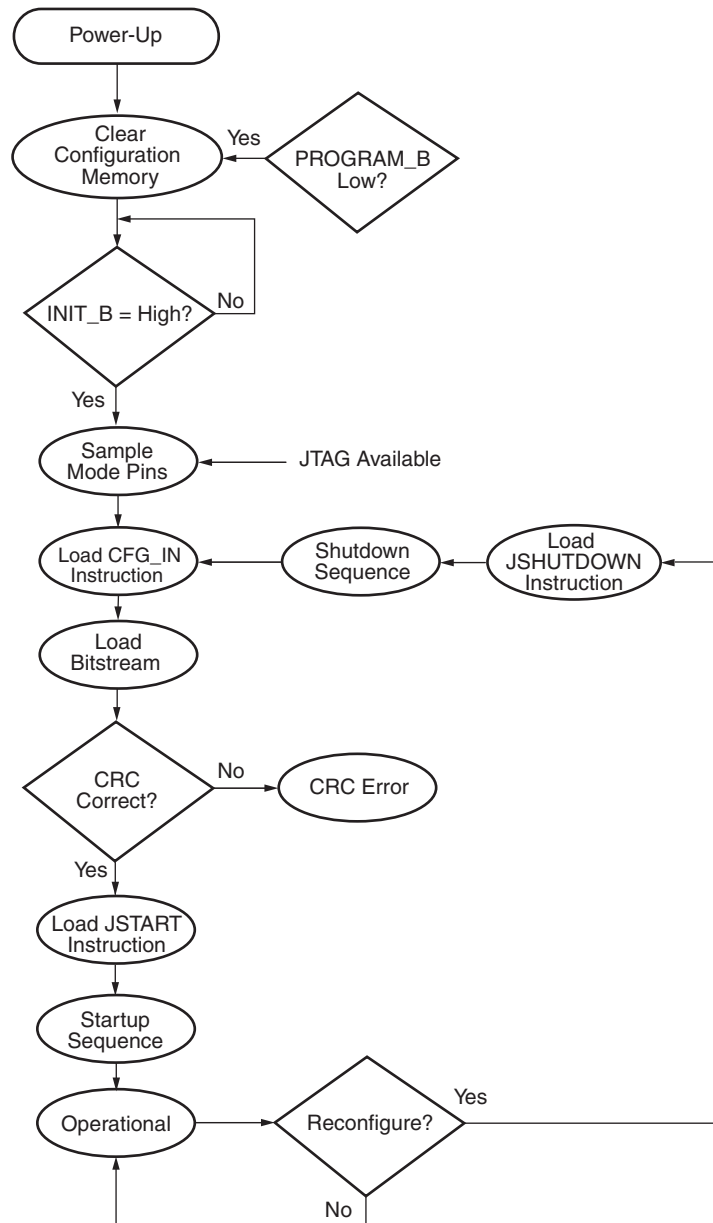 Power-Up
Clear
Configuration
Memory
Yes
PROGRAM_B
Low?
INIT_B = High?
No
Yes
Sample
Mode Pins
JTAG Available
Load CFG_IN
Instruction
Shutdown
Sequence
Load
JSHUTDOWN
Instruction
Load
Bitstream
CRC
Correct?
No
CRC Error
Yes
Load JSTART
Instruction
Startup
Sequence
Operational
Reconfigure?
Yes
No